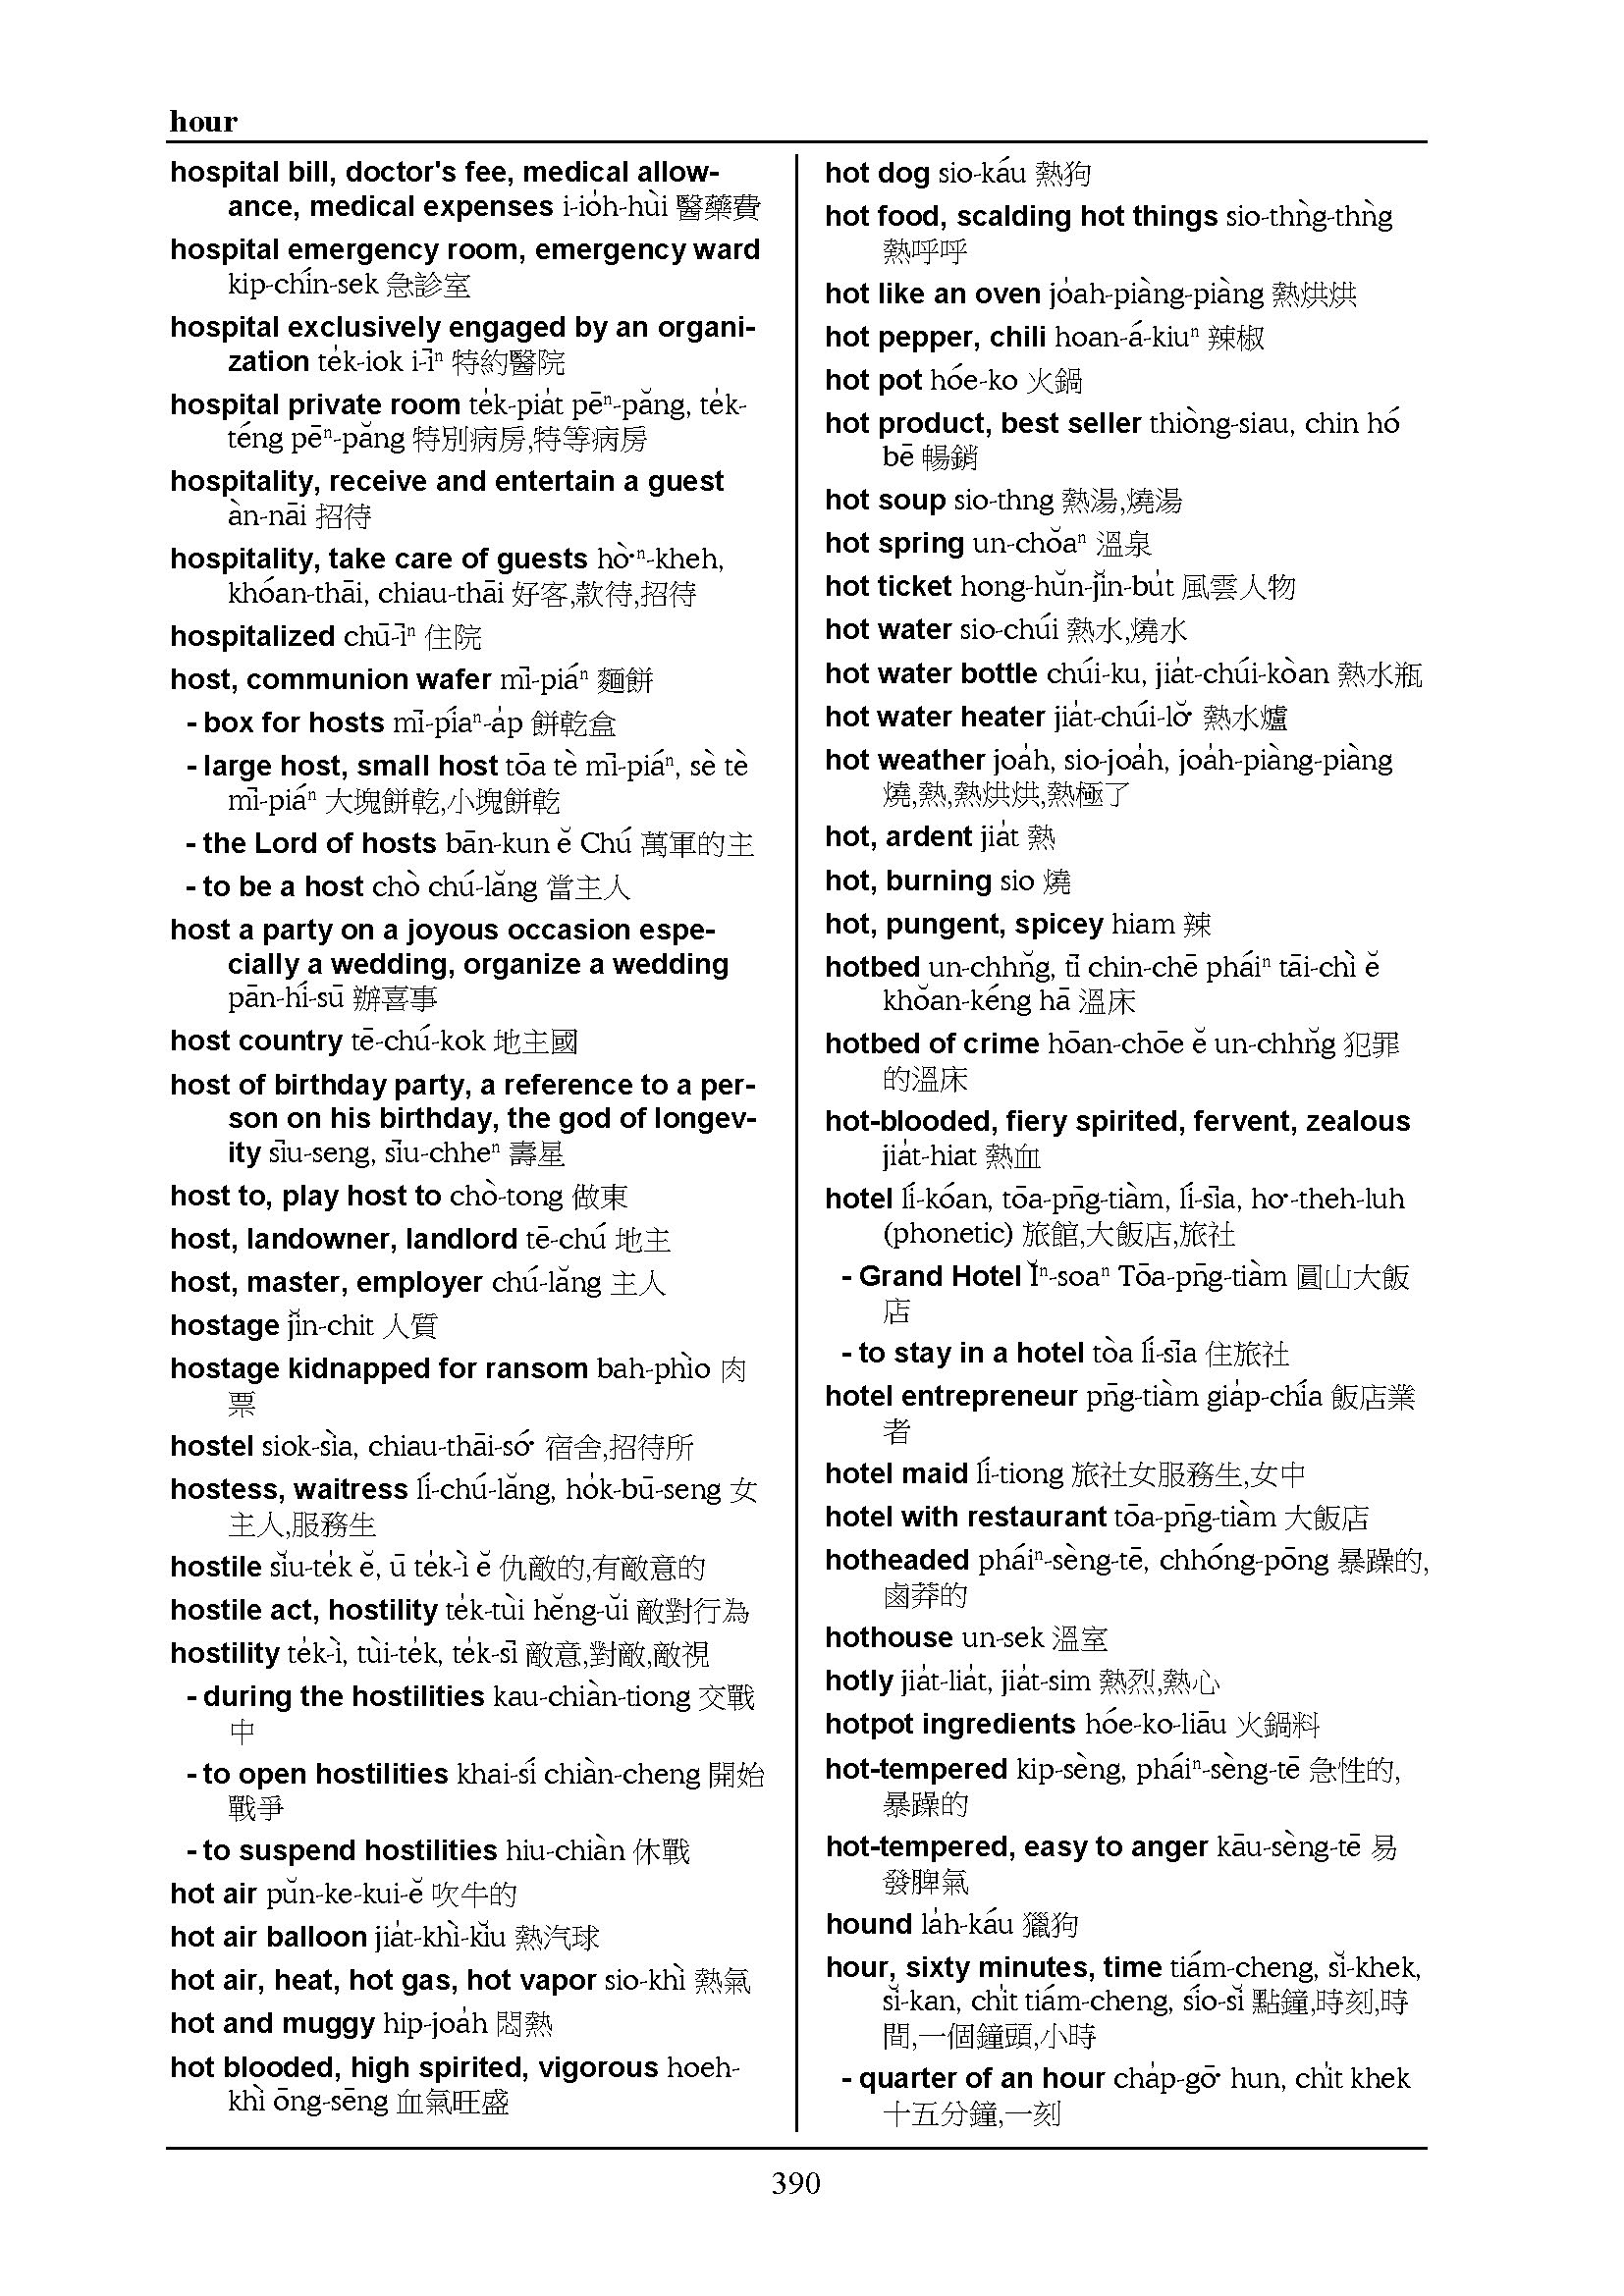 hour
hospital bill, doctor's fee, medical allow-
ance, medical expenses i-io̍h-hùi 醫藥費
hospital emergency room, emergency ward
kip-chín-sek 急診室
hospital exclusively engaged by an organi-
zation te̍k-iok i-īⁿ 特約醫院
hospital private room te̍k-pia̍t pēⁿ-păng, te̍k-
téng pēⁿ-păng 特別病房,特等病房
hospitality, receive and entertain a guest
àn-nāi 招待
hospitality, take care of guests hò͘ⁿ-kheh,
khóan-thāi, chiau-thāi 好客,款待,招待
hospitalized chū-īⁿ 住院
host, communion wafer mī-piáⁿ 麵餅
- box for hosts mī-píaⁿ-a̍p 餅乾盒
- large host, small host tōa tè mī-piáⁿ, sè tè
mī-piáⁿ 大塊餅乾,小塊餅乾
- the Lord of hosts bān-kun ĕ Chú 萬軍的主
- to be a host chò chú-lăng 當主人
host a party on a joyous occasion espe-
cially a wedding, organize a wedding
pān-hí-sū 辦喜事
host country tē-chú-kok 地主國
host of birthday party, a reference to a per-
son on his birthday, the god of longev-
ity sīu-seng, sīu-chheⁿ 壽星
host to, play host to chò-tong 做東
host, landowner, landlord tē-chú 地主
host, master, employer chú-lăng 主人
hostage jĭn-chit 人質
hostage kidnapped for ransom bah-phìo 肉
票
hostel siok-sìa, chiau-thāi-só͘ 宿舍,招待所
hostess, waitress lí-chú-lăng, ho̍k-bū-seng 女
主人,服務生
hostile sĭu-te̍k ĕ, ū te̍k-ì ĕ 仇敵的,有敵意的
hostile act, hostility te̍k-tùi hĕng-ŭi 敵對行為
hostility te̍k-ì, tùi-te̍k, te̍k-sī 敵意,對敵,敵視
- during the hostilities kau-chiàn-tiong 交戰
中
- to open hostilities khai-sí chiàn-cheng 開始
戰爭
- to suspend hostilities hiu-chiàn 休戰
hot air pŭn-ke-kui-ĕ 吹牛的
hot air balloon jia̍t-khì-kĭu 熱汽球
hot air, heat, hot gas, hot vapor sio-khì 熱氣
hot and muggy hip-joa̍h 悶熱
hot blooded, high spirited, vigorous hoeh-
khì ōng-sēng 血氣旺盛
hot dog sio-káu 熱狗
hot food, scalding hot things sio-thǹg-thǹg
熱呼呼
hot like an oven jo̍ah-piàng-piàng 熱烘烘
hot pepper, chili hoan-á-kiuⁿ 辣椒
hot pot hóe-ko 火鍋
hot product, best seller thiòng-siau, chin hó
bē 暢銷
hot soup sio-thng 熱湯,燒湯
hot spring un-chŏaⁿ 溫泉
hot ticket hong-hŭn-jĭn-bu̍t 風雲人物
hot water sio-chúi 熱水,燒水
hot water bottle chúi-ku, jia̍t-chúi-kòan 熱水瓶
hot water heater jia̍t-chúi-lŏ͘ 熱水爐
hot weather joa̍h, sio-joa̍h, joa̍h-piàng-piàng
燒,熱,熱烘烘,熱極了
hot, ardent jia̍t 熱
hot, burning sio 燒
hot, pungent, spicey hiam 辣
hotbed un-chhn̆g, tī chin-chē pháiⁿ tāi-chì ĕ
khŏan-kéng hā 溫床
hotbed of crime hōan-chōe ĕ un-chhn̆g 犯罪
的溫床
hot-blooded, fiery spirited, fervent, zealous
jia̍t-hiat 熱血
hotel lí-kóan, tōa-pn̄g-tiàm, lí-sīa, ho͘-theh-luh
(phonetic) 旅館,大飯店,旅社
- Grand Hotel Ĭⁿ-soaⁿ Tōa-pn̄g-tiàm 圓山大飯
店
- to stay in a hotel tòa lí-sīa 住旅社
hotel entrepreneur pn̄g-tiàm gia̍p-chía 飯店業
者
hotel maid lí-tiong 旅社女服務生,女中
hotel with restaurant tōa-pn̄g-tiàm 大飯店
hotheaded pháiⁿ-sèng-tē, chhóng-pōng 暴躁的,
鹵莽的
hothouse un-sek 溫室
hotly jia̍t-lia̍t, jia̍t-sim 熱烈,熱心
hotpot ingredients hóe-ko-liāu 火鍋料
hot-tempered kip-sèng, pháiⁿ-sèng-tē 急性的,
暴躁的
hot-tempered, easy to anger kāu-sèng-tē 易
發脾氣
hound la̍h-káu 獵狗
hour, sixty minutes, time tiám-cheng, sĭ-khek,
sĭ-kan, chi̍t tiám-cheng, sío-sĭ 點鐘,時刻,時
間,一個鐘頭,小時
- quarter of an hour cha̍p-gō͘ hun, chi̍t khek
十五分鐘,一刻
390